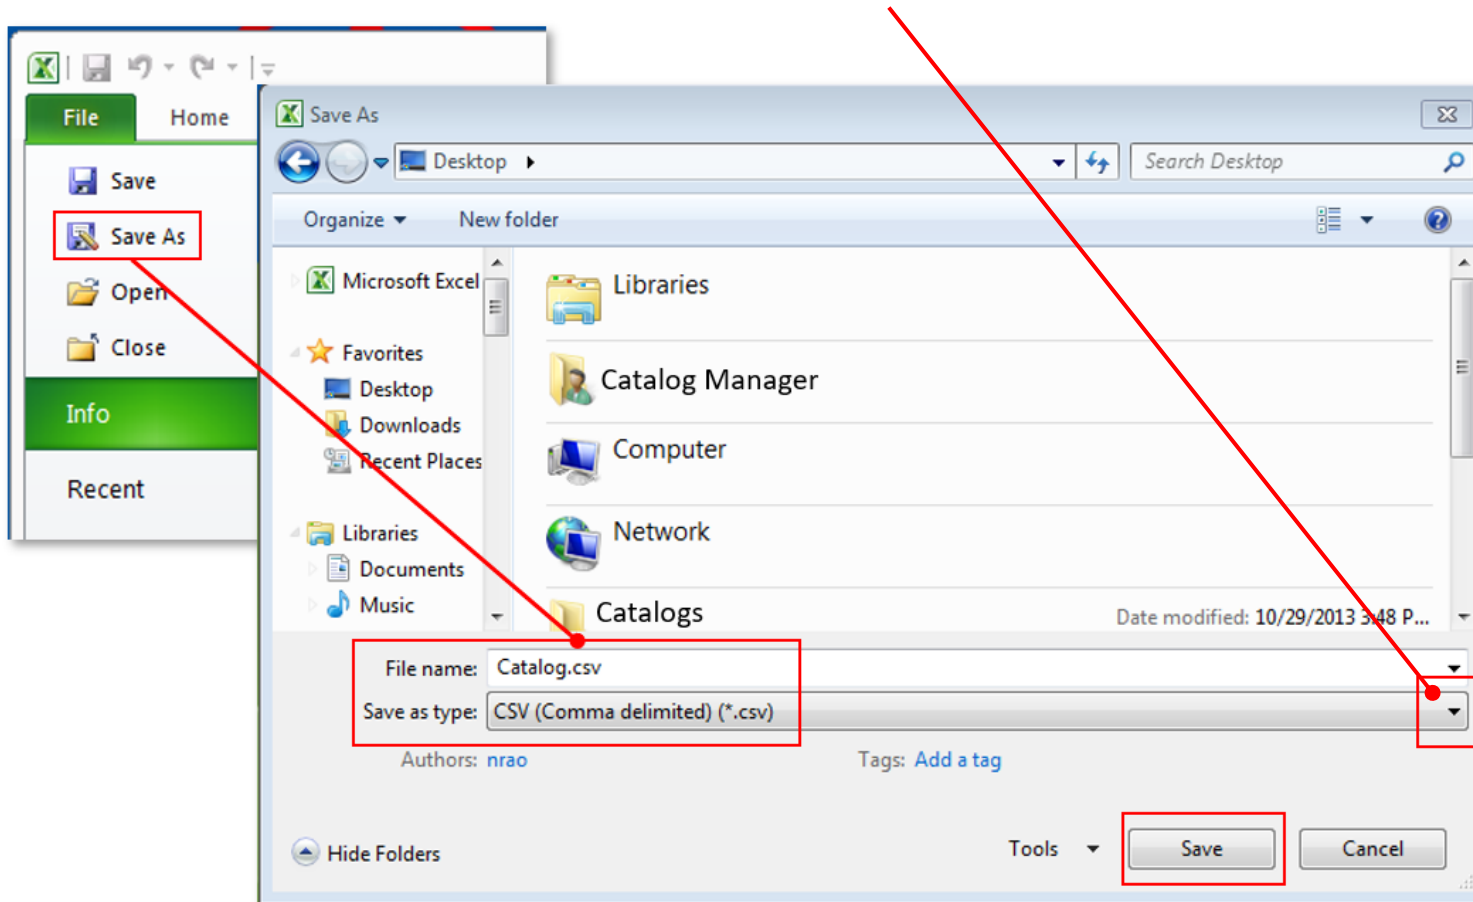 File Home
Save
Save As
Open
Close
Info
Recent
Save As
Desktop
Search Desktop
Organize New folder
Microsoft Excel
Favorites
Desktop
Downloads
Recent Places
Libraries
Documents
Music
Libraries
Catalog Manager
Computer
Network
Catalogs
Date modified: 10/29/2013 3:48 P...
File name: Catalog.csv
Save as type: CSV (Comma delimited) (*.csv)
Authors: nrao Tags: Add a tag
Hide Folders
Tools Save Cancel